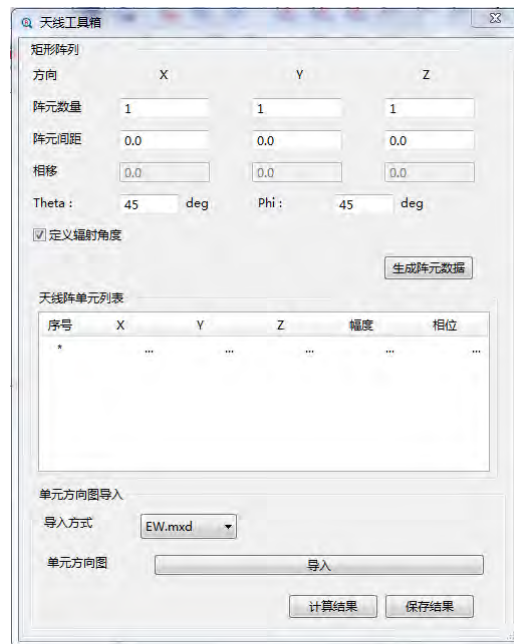 天线工具箱
矩形阵列
方向 X Y Z
阵元数量 1 1 1
阵元间距 0.0 0.0 0.0
相移 0.0 0.0 0.0
Theta : 45 deg Phi : 45 deg
定义辐射角度
生成阵元数据
天线阵单元列表
序号 X Y Z 幅度 相位
* ... ... ... ... ...
单元方向图导入
导入方式 EW.mxd
单元方向图 导入
计算结果 保存结果